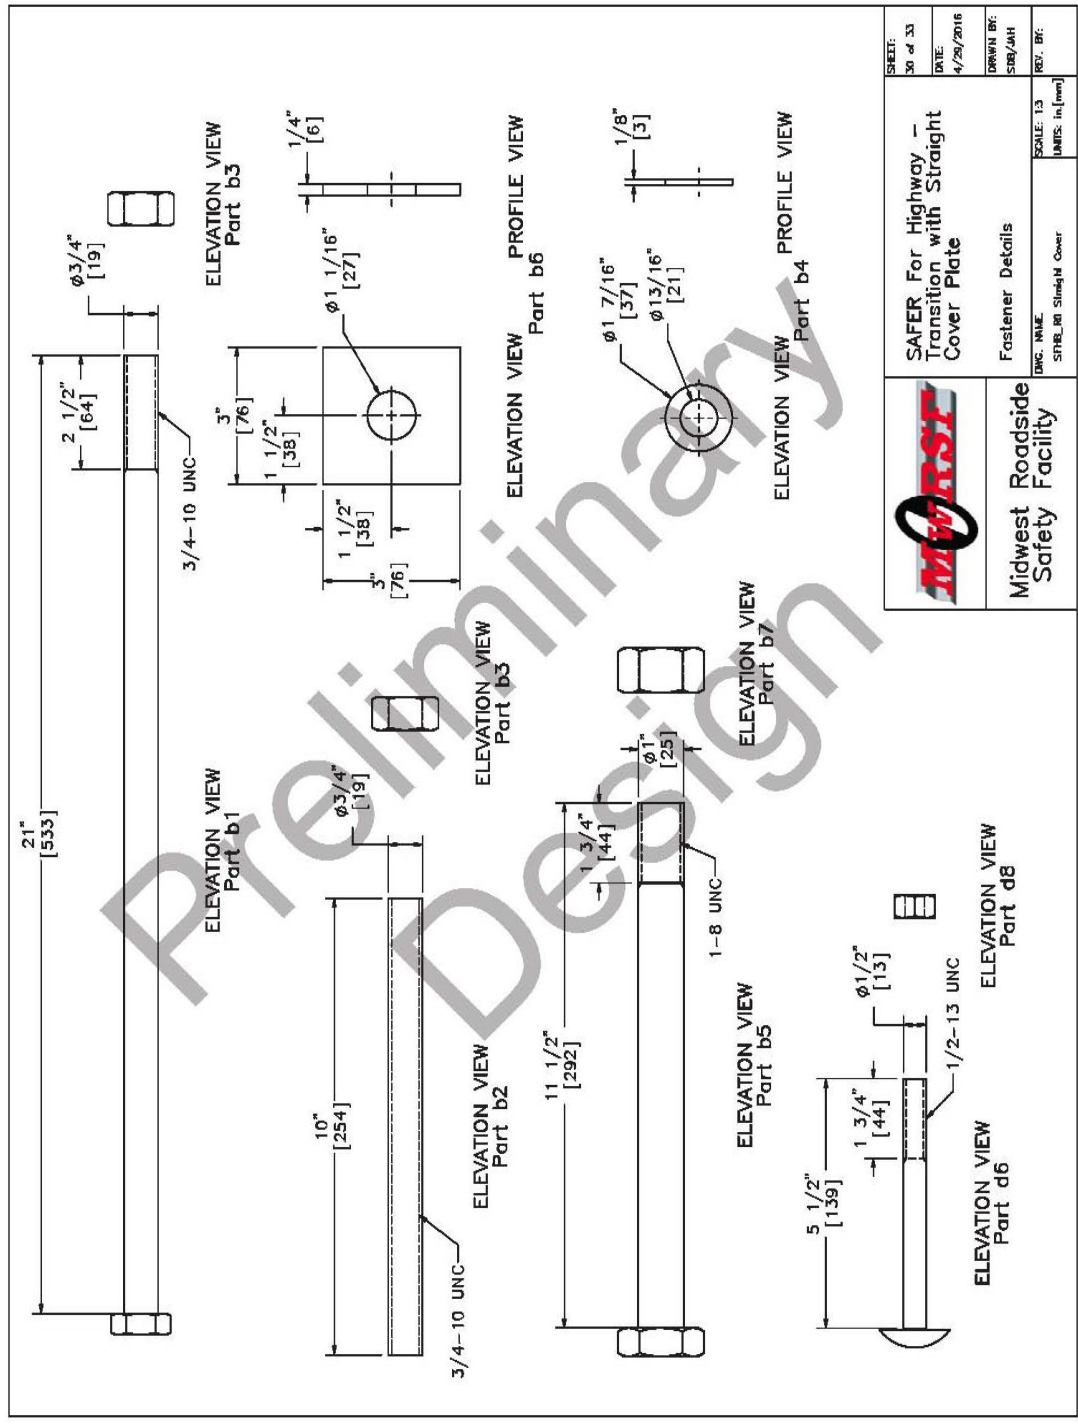 21"
[533]
2 1/2"
[64]
ø3/4"
[19]
3/4-10 UNC
ELEVATION VIEW
Part b1
ELEVATION VIEW
Part b3
10"
[254]
ø3/4"
[19]
3/4-10 UNC
ELEVATION VIEW
Part b2
ELEVATION VIEW
Part b3
3"
[76]
1 1/2"
[38]
1 1/2"
[38]
3"
[76]
ø1 1/16"
[27]
1/4"
[6]
ELEVATION VIEW
PROFILE VIEW
Part b6
11 1/2"
[292]
1 3/4"
[44]
ø1"
[25]
1-8 UNC
ELEVATION VIEW
Part b5
ELEVATION VIEW
Part b7
ø1 7/16"
[37]
ø13/16"
[21]
1/8"
[3]
ELEVATION VIEW
PROFILE VIEW
Part b4
5 1/2"
[139]
1 3/4"
[44]
ø1/2"
[13]
1/2-13 UNC
ELEVATION VIEW
Part d6
ELEVATION VIEW
Part d8
Preliminary
Design
MWRSF
Midwest Roadside
Safety Facility
SAFER For Highway –
Transition with Straight
Cover Plate
Fastener Details
DWG. NAME.
SFHB_R0 Straight Cover
SCALE: 1:3
UNITS: in.[mm]
SHEET:
30 of 33
DATE:
4/29/2016
DRAWN BY:
SDB/JAH
REV. BY: